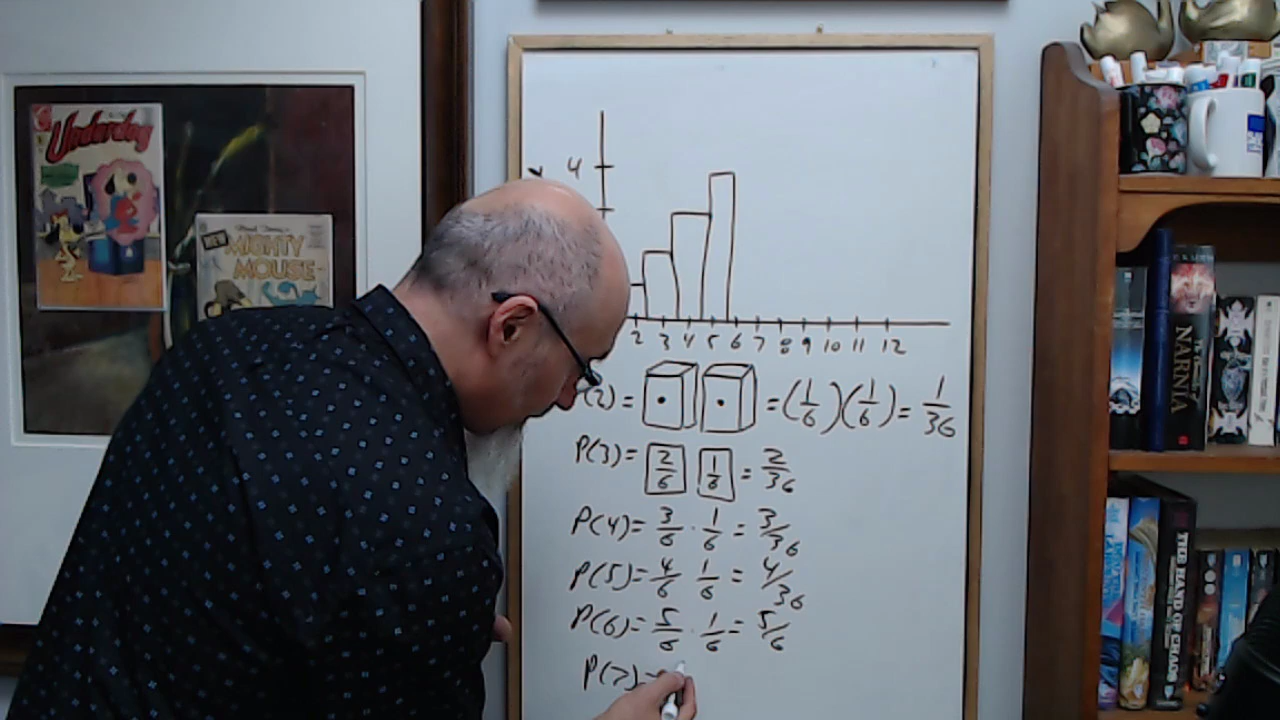 Underdog
NEW
MIGHTY
MOUSE
4
2 3 4 5 6 7 8 9 10 11 12
(2) = = (1/6)(1/6) = 1/36
P(3) = 2/6 1/6 = 2/36
P(4) = 3/6 · 1/6 = 3/36
P(5) = 4/6 1/6 = 4/36
P(6) = 5/6 · 1/6 = 5/6
P(7) =
NARNIA
THE HAND OF CHAOS